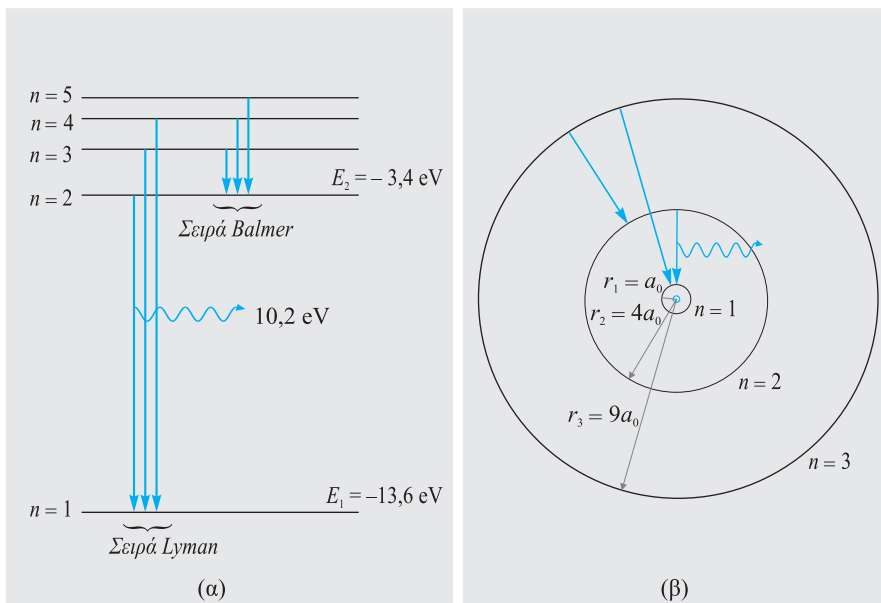 n = 5
n = 4
n = 3
E₂ = – 3,4 eV
n = 2
Σειρά Balmer
10,2 eV
E₁ = –13,6 eV
n = 1
Σειρά Lyman
(α)
r₁ = a₀
n = 1
r₂ = 4a₀
n = 2
r₃ = 9a₀
n = 3
(β)